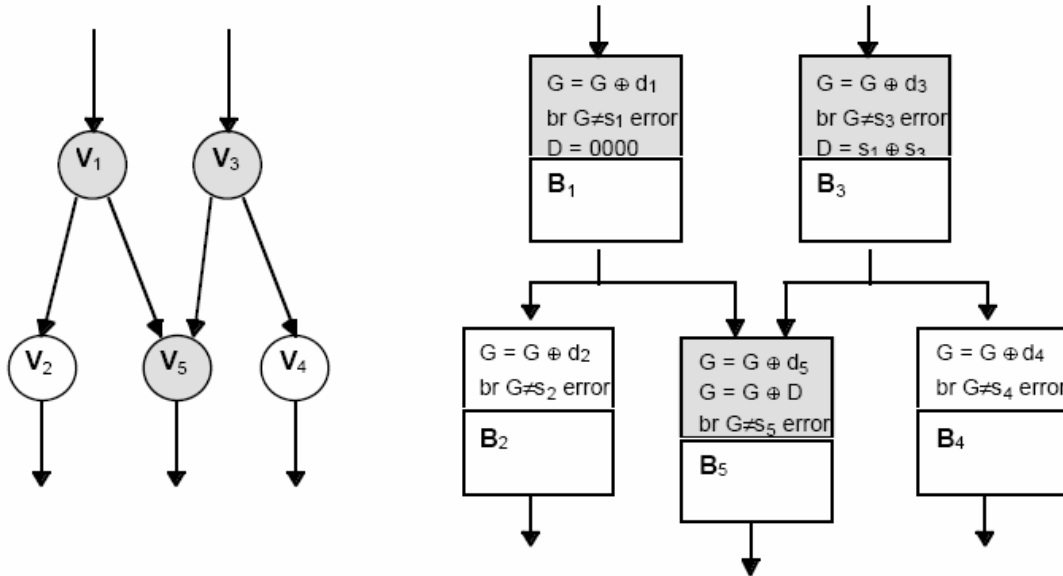 V₁
V₃
V₂
V₅
V₄
G = G ⊕ d₁
br G≠s₁ error
D = 0000
B₁
G = G ⊕ d₃
br G≠s₃ error
D = s₁ ⊕ s₃
B₃
G = G ⊕ d₂
br G≠s₂ error
B₂
G = G ⊕ d₅
G = G ⊕ D
br G≠s₅ error
B₅
G = G ⊕ d₄
br G≠s₄ error
B₄